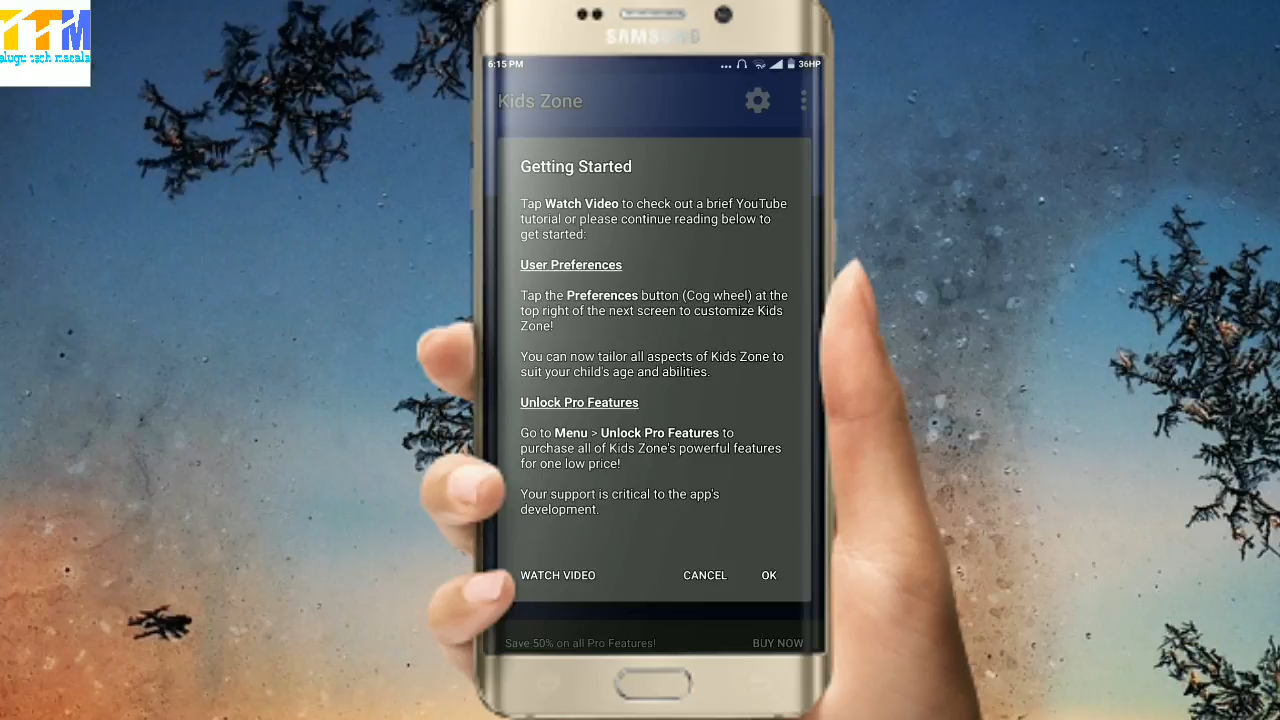 TTM
alugu tach masala
SAMSUNG
6:15 PM
36HP
Kids Zone
Getting Started
Tap Watch Video to check out a brief YouTube
tutorial or please continue reading below to
get started:
User Preferences
Tap the Preferences button (Cog wheel) at the
top right of the next screen to customize Kids
Zone!
You can now tailor all aspects of Kids Zone to
suit your child's age and abilities.
Unlock Pro Features
Go to Menu > Unlock Pro Features to
purchase all of Kids Zone's powerful features
for one low price!
Your support is critical to the app's
development.
WATCH VIDEO CANCEL OK
Save 50% on all Pro Features! BUY NOW